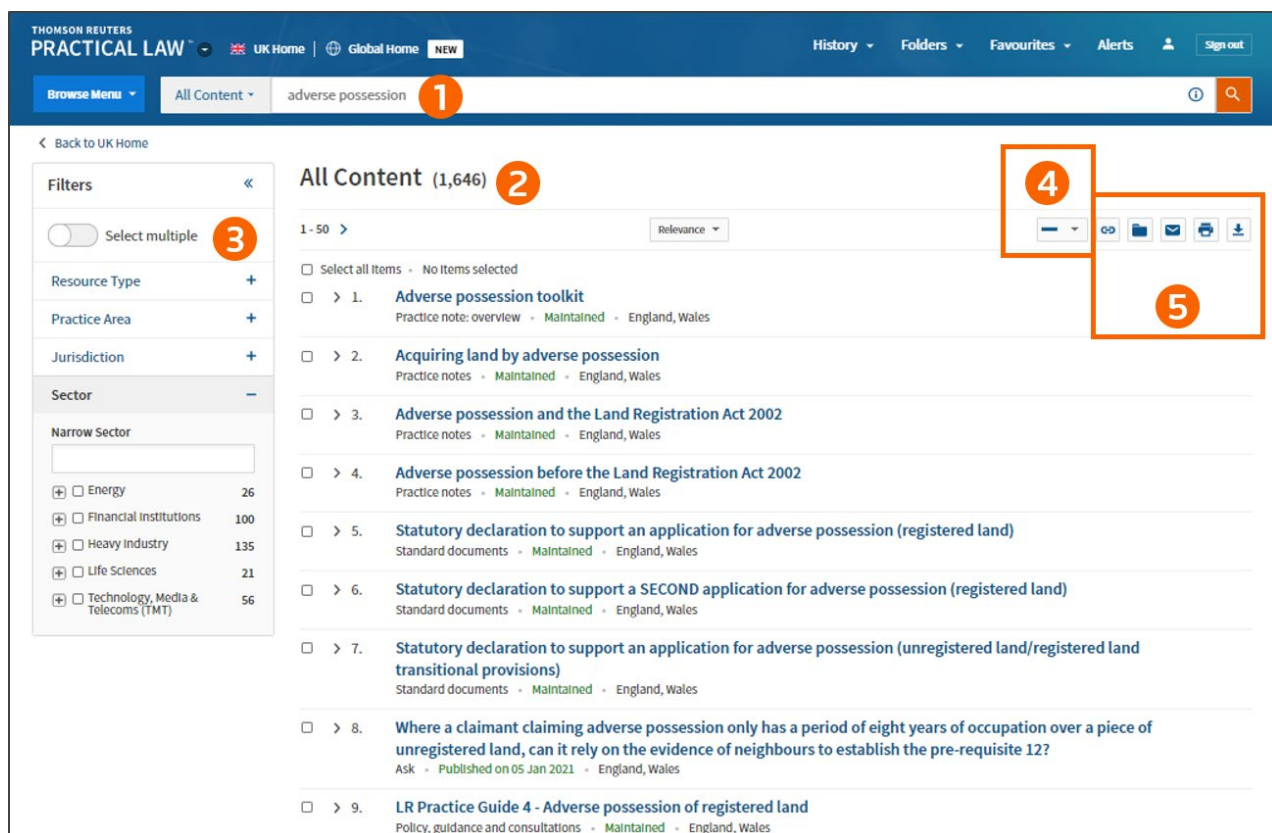 THOMSON REUTERS
PRACTICAL LAW™ UK Home | Global Home NEW History Folders Favourites Alerts Sign out
Browse Menu All Content adverse possession 1
Back to UK Home
Filters
All Content (1,646) 2
4
Select multiple 3
1 - 50 Relevance
Select all items • No items selected
5
Resource Type
1. Adverse possession toolkit
Practice note: overview • Maintained • England, Wales
Practice Area
Jurisdiction
2. Acquiring land by adverse possession
Practice notes • Maintained • England, Wales
Sector
3. Adverse possession and the Land Registration Act 2002
Practice notes • Maintained • England, Wales
Narrow Sector
4. Adverse possession before the Land Registration Act 2002
Practice notes • Maintained • England, Wales
Energy 26
Financial Institutions 100
Heavy Industry 135
Life Sciences 21
Technology, Media &
Telecoms (TMT) 56
5. Statutory declaration to support an application for adverse possession (registered land)
Standard documents • Maintained • England, Wales
6. Statutory declaration to support a SECOND application for adverse possession (registered land)
Standard documents • Maintained • England, Wales
7. Statutory declaration to support an application for adverse possession (unregistered land/registered land
transitional provisions)
Standard documents • Maintained • England, Wales
8. Where a claimant claiming adverse possession only has a period of eight years of occupation over a piece of
unregistered land, can it rely on the evidence of neighbours to establish the pre-requisite 12?
Ask • Published on 05 Jan 2021 • England, Wales
9. LR Practice Guide 4 - Adverse possession of registered land
Policy, guidance and consultations • Maintained • England, Wales